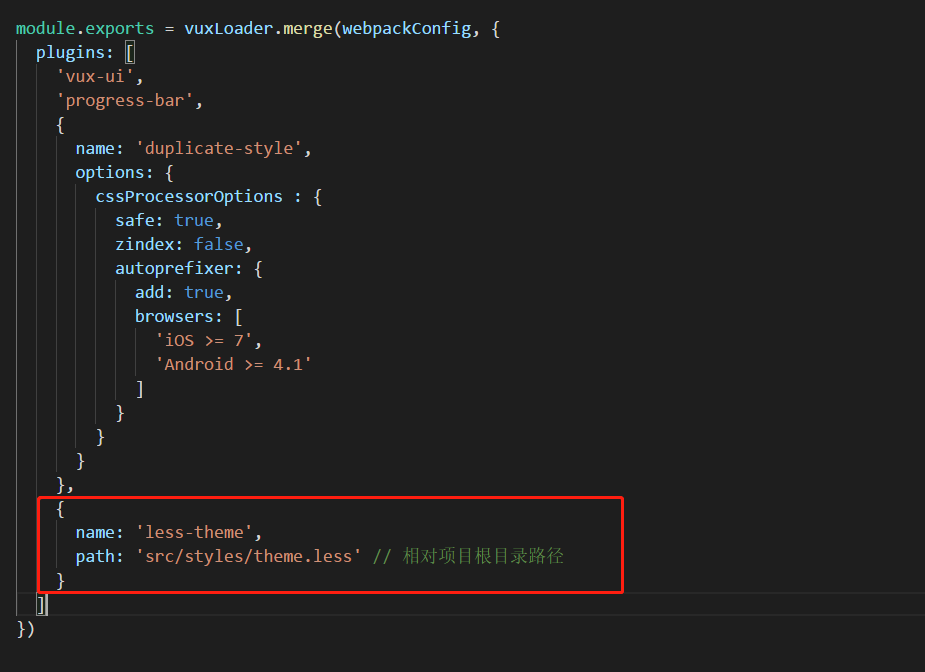 module.exports = vuxLoader.merge(webpackConfig, {
  plugins: [
    'vux-ui',
    'progress-bar',
    {
      name: 'duplicate-style',
      options: {
        cssProcessorOptions : {
          safe: true,
          zindex: false,
          autoprefixer: {
            add: true,
            browsers: [
              'iOS >= 7',
              'Android >= 4.1'
            ]
          }
        }
      }
    },
    {
      name: 'less-theme',
      path: 'src/styles/theme.less' // 相对项目根目录路径
    }
  ]
})